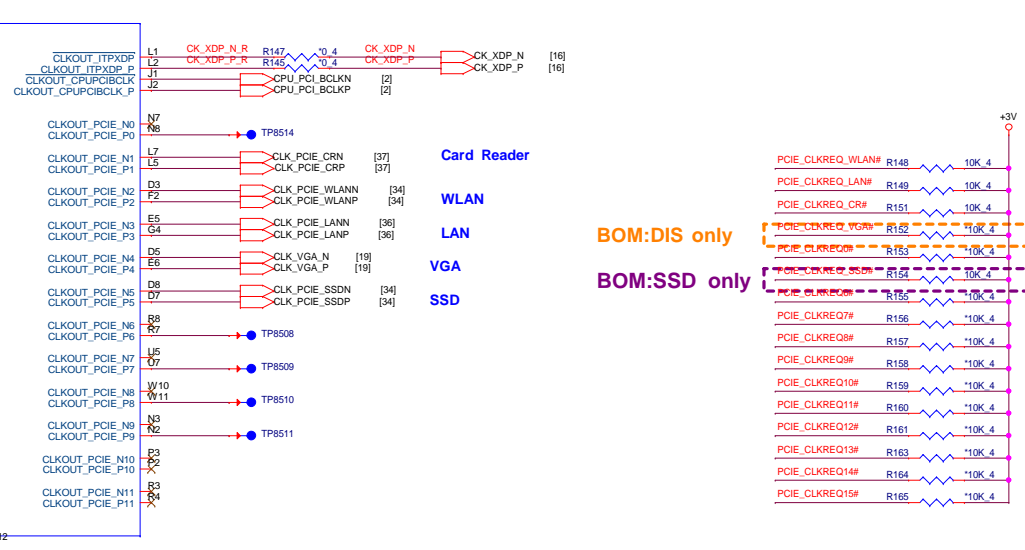 CLKOUT_ITPXDP L1 CK_XDP_N_R R147 *0_4 CK_XDP_N CK_XDP_N [16]
CLKOUT_ITPXDP_P L2 CK_XDP_P_R R145 *0_4 CK_XDP_P CK_XDP_P [16]
CLKOUT_CPUPCIBCLK J1 CPU_PCI_BCLKN [2]
CLKOUT_CPUPCIBCLK_P J2 CPU_PCI_BCLKP [2]
CLKOUT_PCIE_N0 N7
CLKOUT_PCIE_P0 N8 TP8514
CLKOUT_PCIE_N1 L7 CLK_PCIE_CRN [37] Card Reader
CLKOUT_PCIE_P1 L5 CLK_PCIE_CRP [37]
CLKOUT_PCIE_N2 D3 CLK_PCIE_WLANN [34]
CLKOUT_PCIE_P2 F2 CLK_PCIE_WLANP [34] WLAN
CLKOUT_PCIE_N3 E5 CLK_PCIE_LANN [36]
CLKOUT_PCIE_P3 G4 CLK_PCIE_LANP [36] LAN
CLKOUT_PCIE_N4 D5 CLK_VGA_N [19]
CLKOUT_PCIE_P4 E6 CLK_VGA_P [19] VGA
CLKOUT_PCIE_N5 D8 CLK_PCIE_SSDN [34]
CLKOUT_PCIE_P5 D7 CLK_PCIE_SSDP [34] SSD
CLKOUT_PCIE_N6 R8
CLKOUT_PCIE_P6 R7 TP8508
CLKOUT_PCIE_N7 U5
CLKOUT_PCIE_P7 U7 TP8509
CLKOUT_PCIE_N8 W10
CLKOUT_PCIE_P8 W11 TP8510
CLKOUT_PCIE_N9 N3
CLKOUT_PCIE_P9 N2 TP8511
CLKOUT_PCIE_N10 P3
CLKOUT_PCIE_P10 P2
CLKOUT_PCIE_N11 R3
CLKOUT_PCIE_P11 R4
12
+3V
PCIE_CLKREQ_WLAN# R148 10K_4
PCIE_CLKREQ_LAN# R149 10K_4
PCIE_CLKREQ_CR# R151 10K_4
BOM:DIS only PCIE_CLKREQ_VGA# R152 *10K_4
PCIE_CLKREQ0# R153 *10K_4
BOM:SSD only PCIE_CLKREQ_SSD# R154 10K_4
PCIE_CLKREQ6# R155 *10K_4
PCIE_CLKREQ7# R156 *10K_4
PCIE_CLKREQ8# R157 *10K_4
PCIE_CLKREQ9# R158 *10K_4
PCIE_CLKREQ10# R159 *10K_4
PCIE_CLKREQ11# R160 *10K_4
PCIE_CLKREQ12# R161 *10K_4
PCIE_CLKREQ13# R163 *10K_4
PCIE_CLKREQ14# R164 *10K_4
PCIE_CLKREQ15# R165 *10K_4